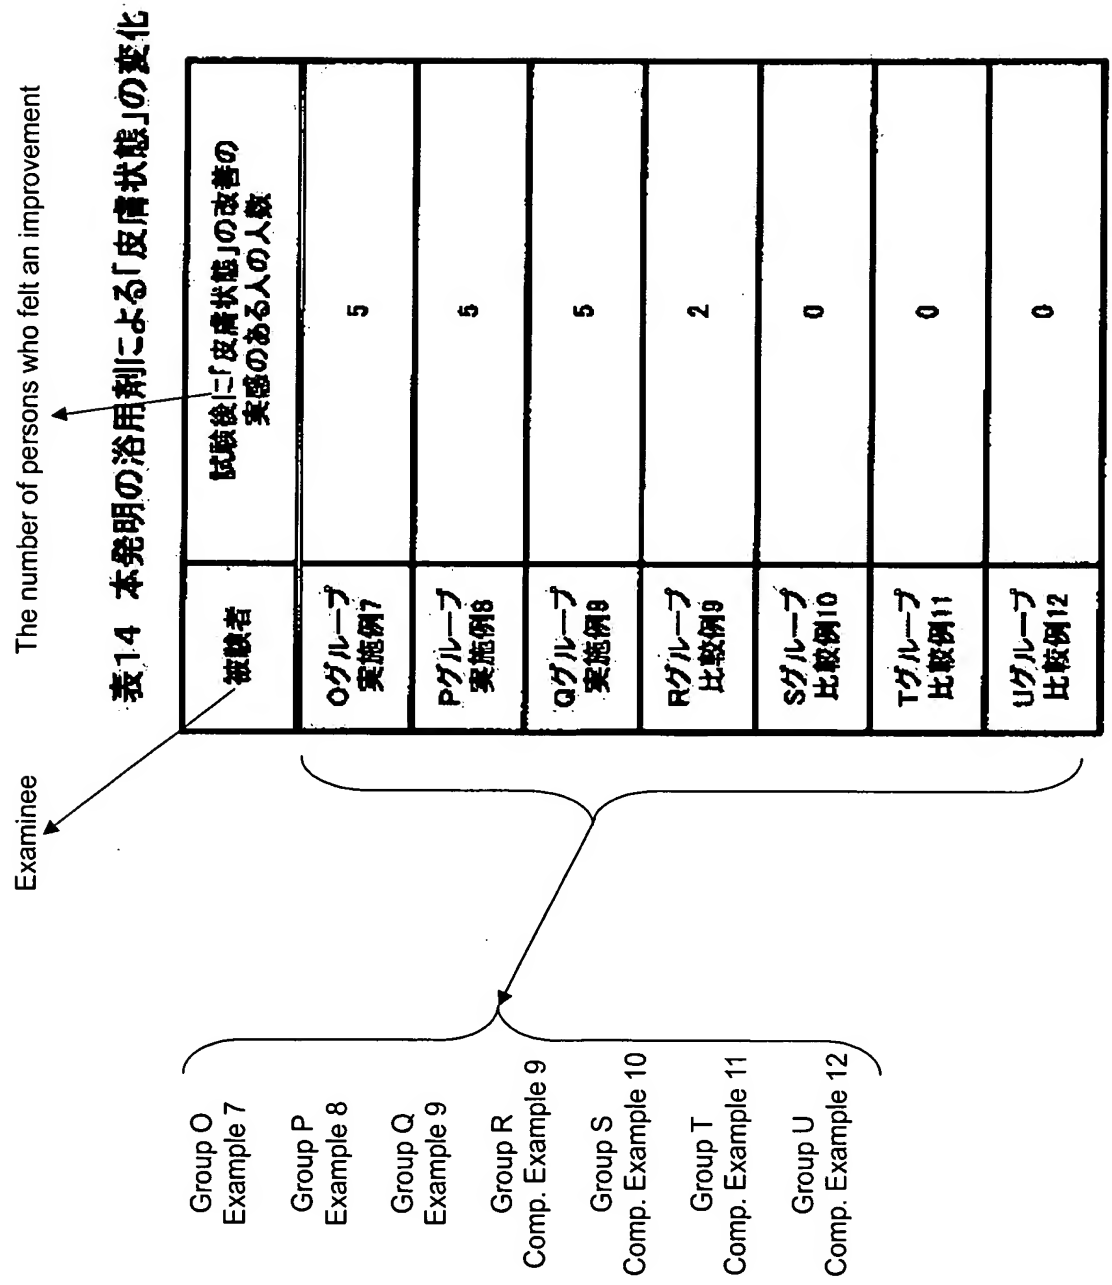 The number of persons who felt an improvement
Examinee
表14 本発明の浴用剤による「皮膚状態」の変化
被験者
試験後に「皮膚状態」の改善の
実感のある人の人数
Oグループ
実施例7
5
Pグループ
実施例8
5
Qグループ
実施例9
5
Rグループ
比較例9
2
Sグループ
比較例10
0
Tグループ
比較例11
0
Uグループ
比較例12
0
Group O
Example 7
Group P
Example 8
Group Q
Example 9
Group R
Comp. Example 9
Group S
Comp. Example 10
Group T
Comp. Example 11
Group U
Comp. Example 12